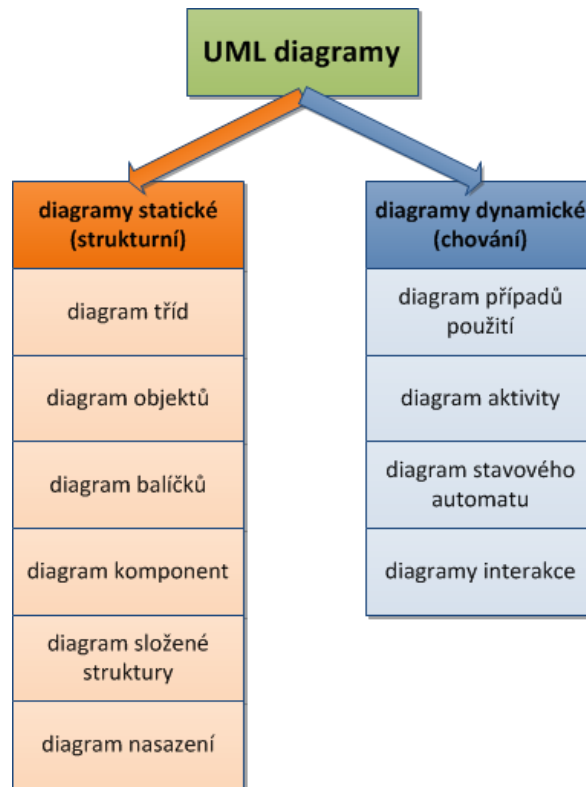 UML diagramy
diagramy statické
(strukturní)
diagram tříd
diagram objektů
diagram balíčků
diagram komponent
diagram složené
struktury
diagram nasazení
diagramy dynamické
(chování)
diagram případů
použití
diagram aktivity
diagram stavového
automatu
diagramy interakce